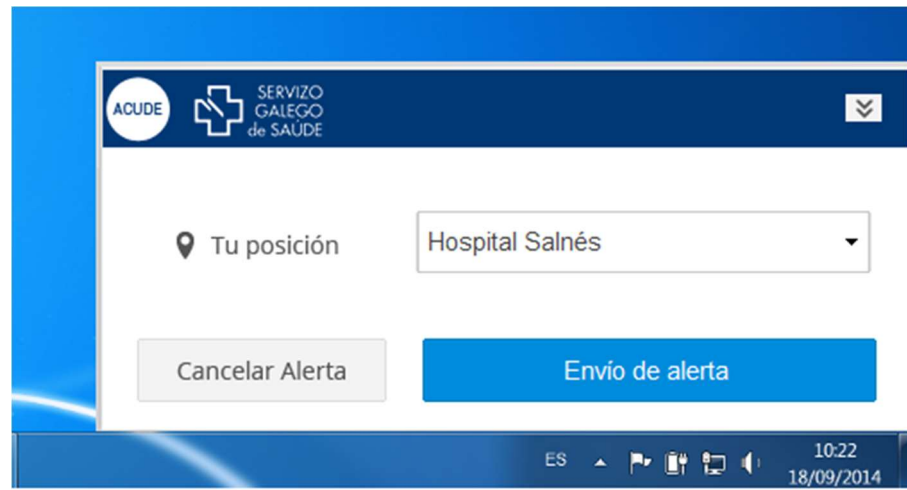 ACUDE
SERVIZO
GALEGO
de SAÚDE
Tu posición
Hospital Salnés
Cancelar Alerta
Envío de alerta
ES
10:22
18/09/2014